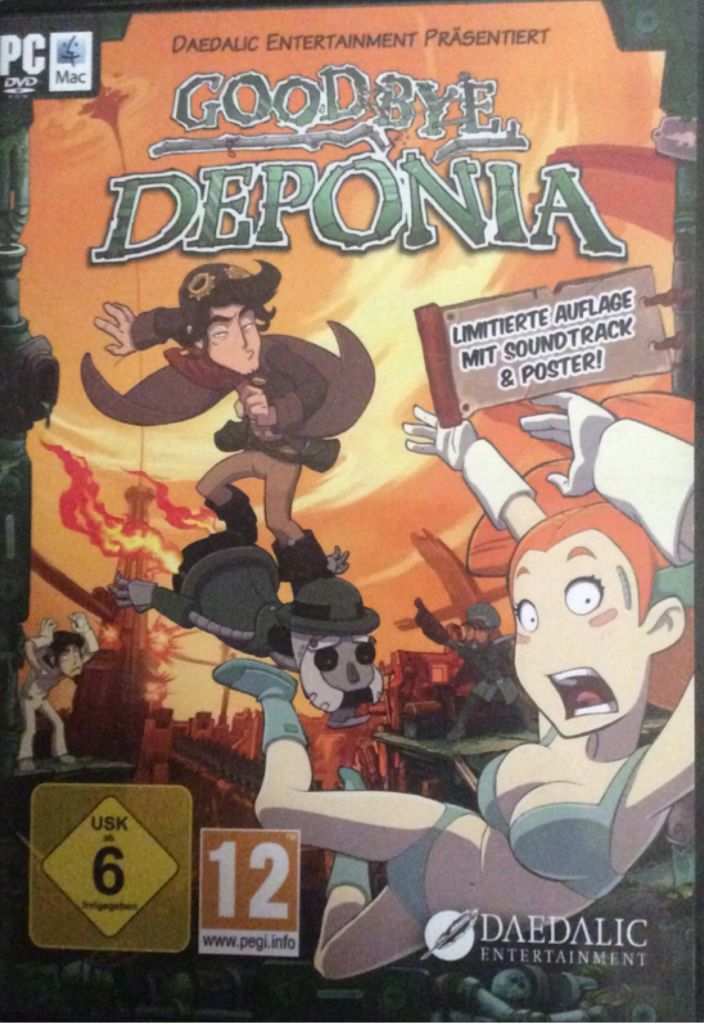 PC
DVD
Mac
DAEDALIC ENTERTAINMENT PRÄSENTIERT
GOODBYE
DEPONIA
LIMITIERTE AUFLAGE
MIT SOUNDTRACK
& POSTER!
USK
ab
6
freigegeben
12
www.pegi.info
DAEDALIC
ENTERTAINMENT